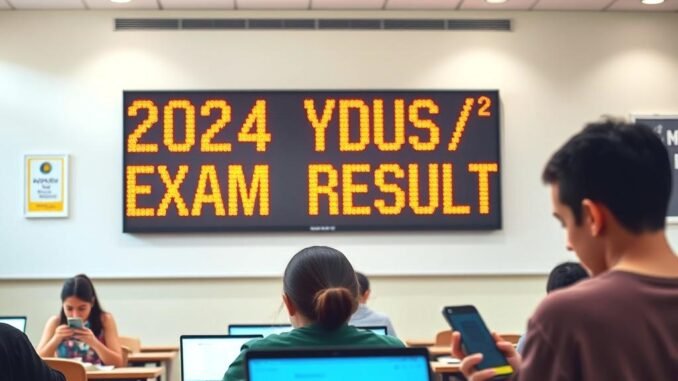 2024 YDUS/²
EXAM RESULT